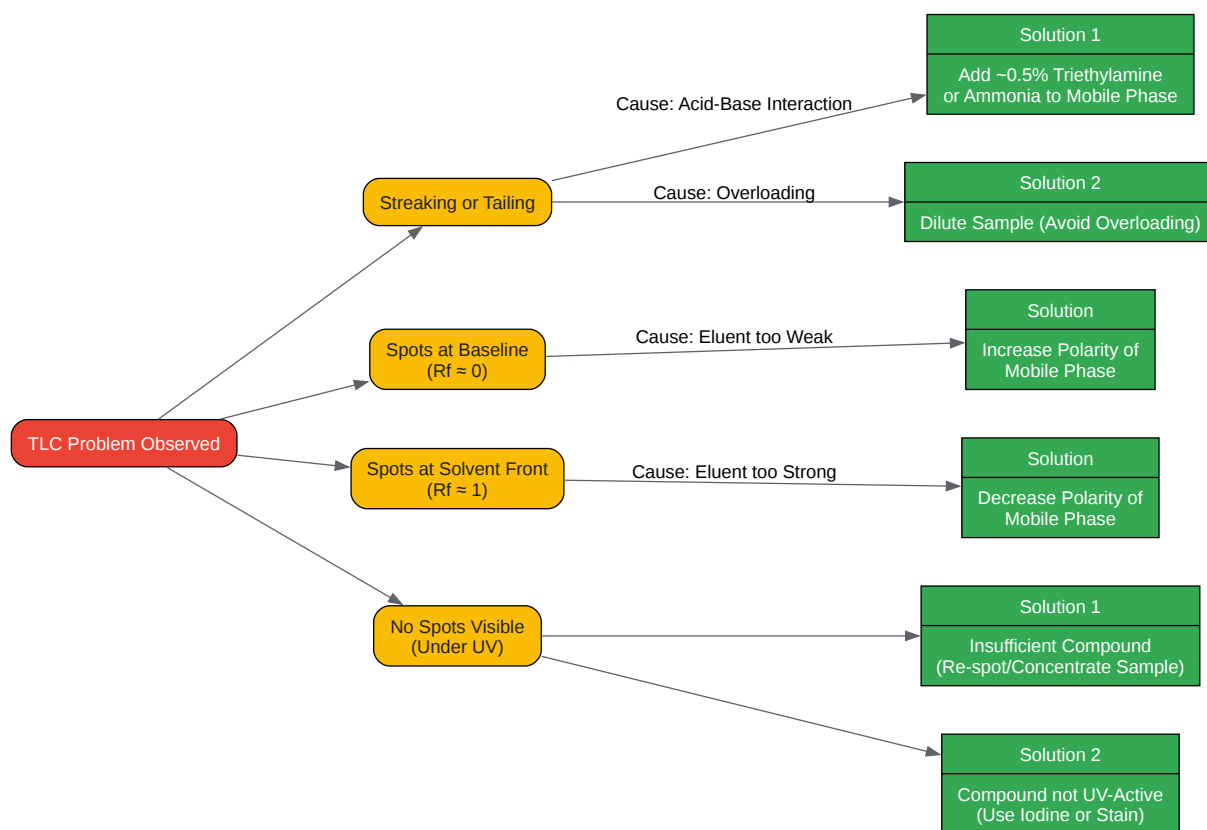 Solution 1
Add ~0.5% Triethylamine
or Ammonia to Mobile Phase
Cause: Acid-Base Interaction
Solution 2
Streaking or Tailing
Cause: Overloading
Dilute Sample (Avoid Overloading)
Solution
Spots at Baseline
(Rf ≈ 0)
Cause: Eluent too Weak
Increase Polarity of
Mobile Phase
TLC Problem Observed
Solution
Spots at Solvent Front
(Rf ≈ 1)
Cause: Eluent too Strong
Decrease Polarity of
Mobile Phase
Solution 1
No Spots Visible
(Under UV)
Insufficient Compound
(Re-spot/Concentrate Sample)
Solution 2
Compound not UV-Active
(Use Iodine or Stain)